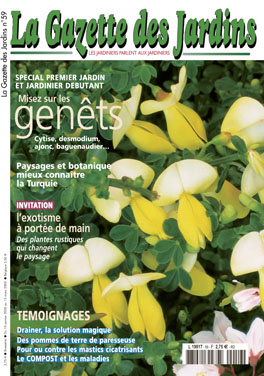 La Gazette des Jardins n°59
La Gazette des Jardins
LES JARDINIERS PARLENT AUX JARDINIERS
SPÉCIAL PREMIER JARDIN
ET JARDINIER DEBUTANT
Misez sur les
genêts
Cytise, desmodium,
ajonc, baguenaudier...
Paysages et botanique
mieux connaître
la Turquie
INVITATION
l'exotisme
à portée de main
Des plantes rustiques
qui changent
le paysage
TEMOIGNAGES
Drainer, la solution magique
Des pommes de terre de paresseuse
Pour ou contre les mastics cicatrisants
Le COMPOST et les maladies